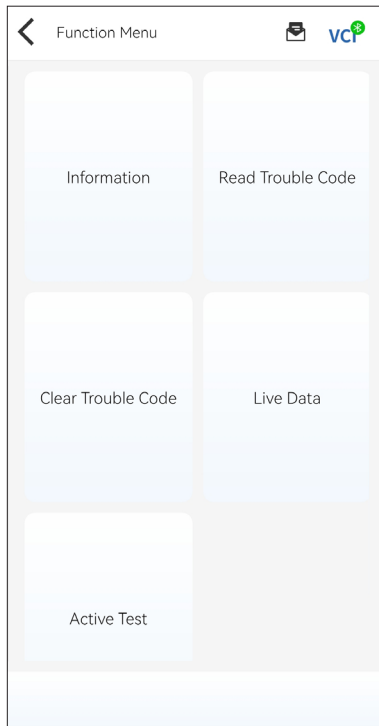 Function Menu
VCI
Information
Read Trouble Code
Clear Trouble Code
Live Data
Active Test